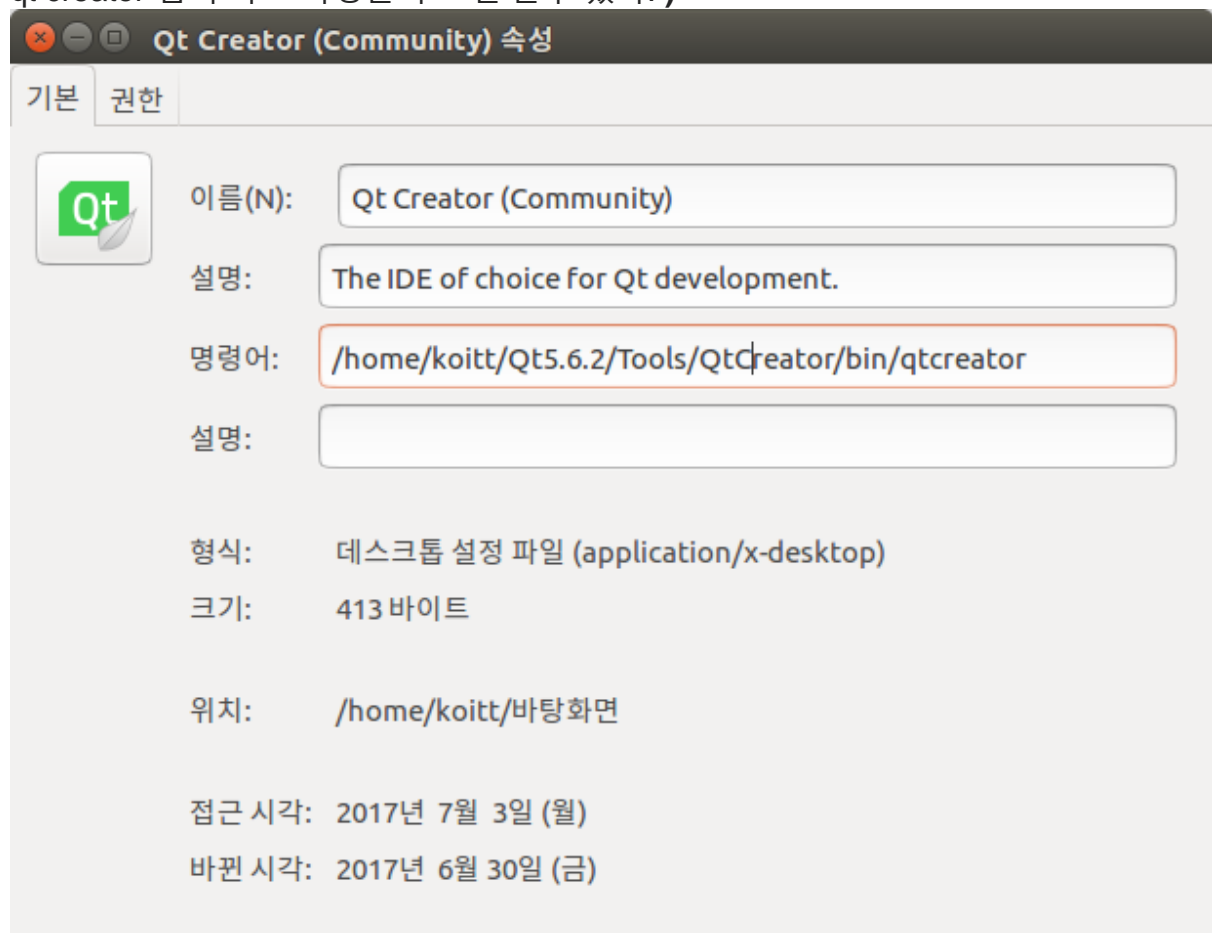 Qt Creator (Community) 속성
기본 권한
Qt
이름(N): Qt Creator (Community)
설명: The IDE of choice for Qt development.
명령어: /home/koitt/Qt5.6.2/Tools/QtCreator/bin/qtcreator
설명:
형식: 데스크톱 설정 파일 (application/x-desktop)
크기: 413 바이트
위치: /home/koitt/바탕화면
접근 시각: 2017년 7월 3일 (월)
바뀐 시각: 2017년 6월 30일 (금)